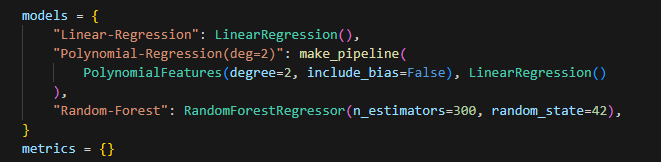 models = {
    "Linear-Regression": LinearRegression(),
    "Polynomial-Regression(deg=2)": make_pipeline(
        PolynomialFeatures(degree=2, include_bias=False), LinearRegression()
    ),
    "Random-Forest": RandomForestRegressor(n_estimators=300, random_state=42),
}
metrics = {}